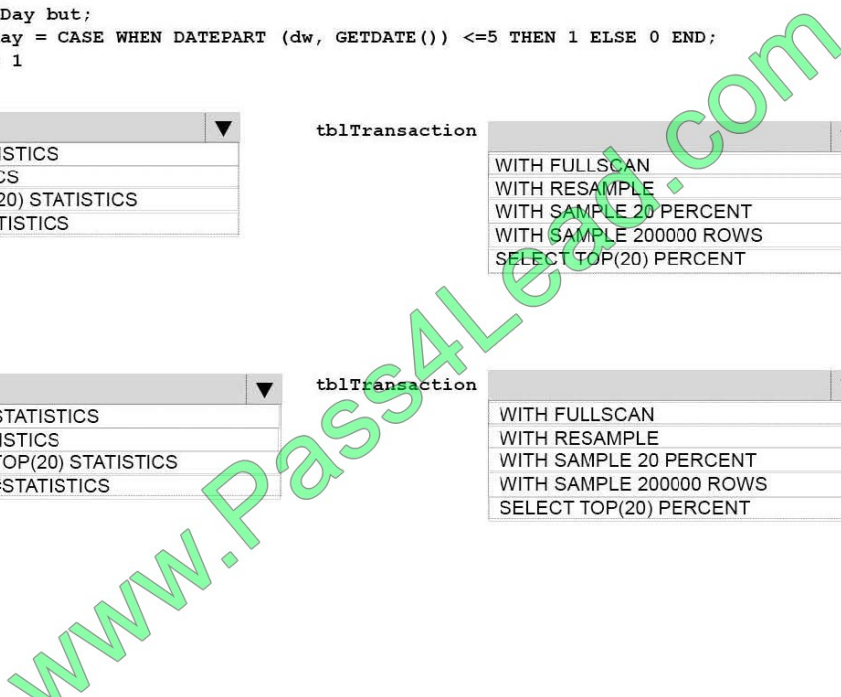 Day but;
ay = CASE WHEN DATEPART (dw, GETDATE()) <=5 THEN 1 ELSE 0 END;
1
ISTICS
CS
20) STATISTICS
TISTICS
tblTransaction
WITH FULLSCAN
WITH RESAMPLE
WITH SAMPLE 20 PERCENT
WITH SAMPLE 200000 ROWS
SELECT TOP(20) PERCENT
STATISTICS
ISTICS
TOP(20) STATISTICS
=STATISTICS
tblTransaction
WITH FULLSCAN
WITH RESAMPLE
WITH SAMPLE 20 PERCENT
WITH SAMPLE 200000 ROWS
SELECT TOP(20) PERCENT
www.Pass4Lead.com